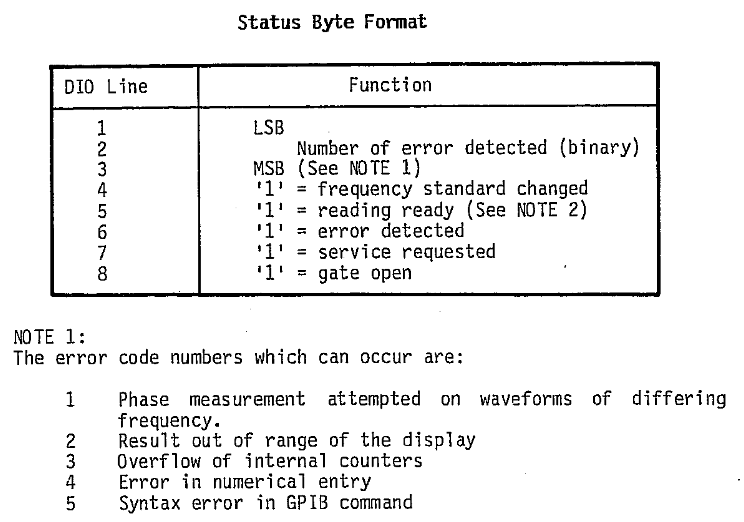 Status Byte Format
DIO Line Function
1 LSB
2 Number of error detected (binary)
3 MSB (See NOTE 1)
4 '1' = frequency standard changed
5 '1' = reading ready (See NOTE 2)
6 '1' = error detected
7 '1' = service requested
8 '1' = gate open
NOTE 1:
The error code numbers which can occur are:
1 Phase measurement attempted on waveforms of differing
frequency.
2 Result out of range of the display
3 Overflow of internal counters
4 Error in numerical entry
5 Syntax error in GPIB command